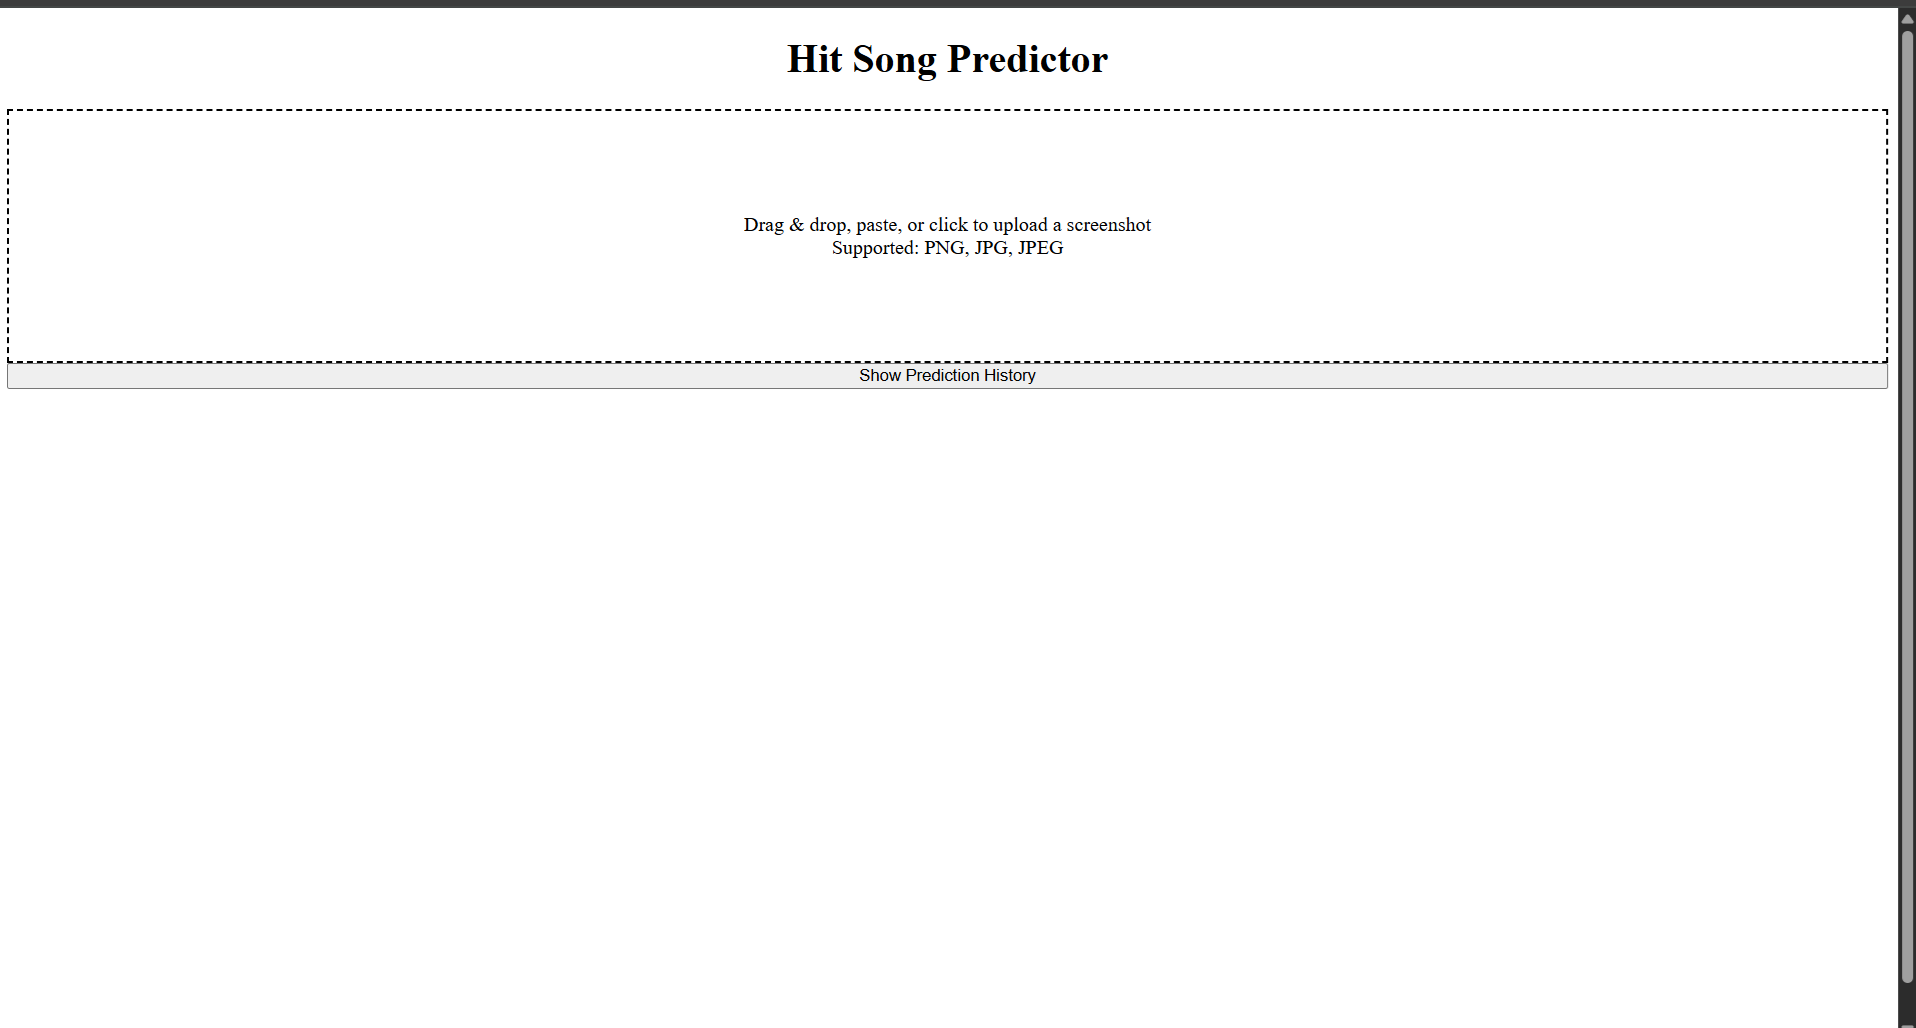 Hit Song Predictor
Drag & drop, paste, or click to upload a screenshot
Supported: PNG, JPG, JPEG
Show Prediction History